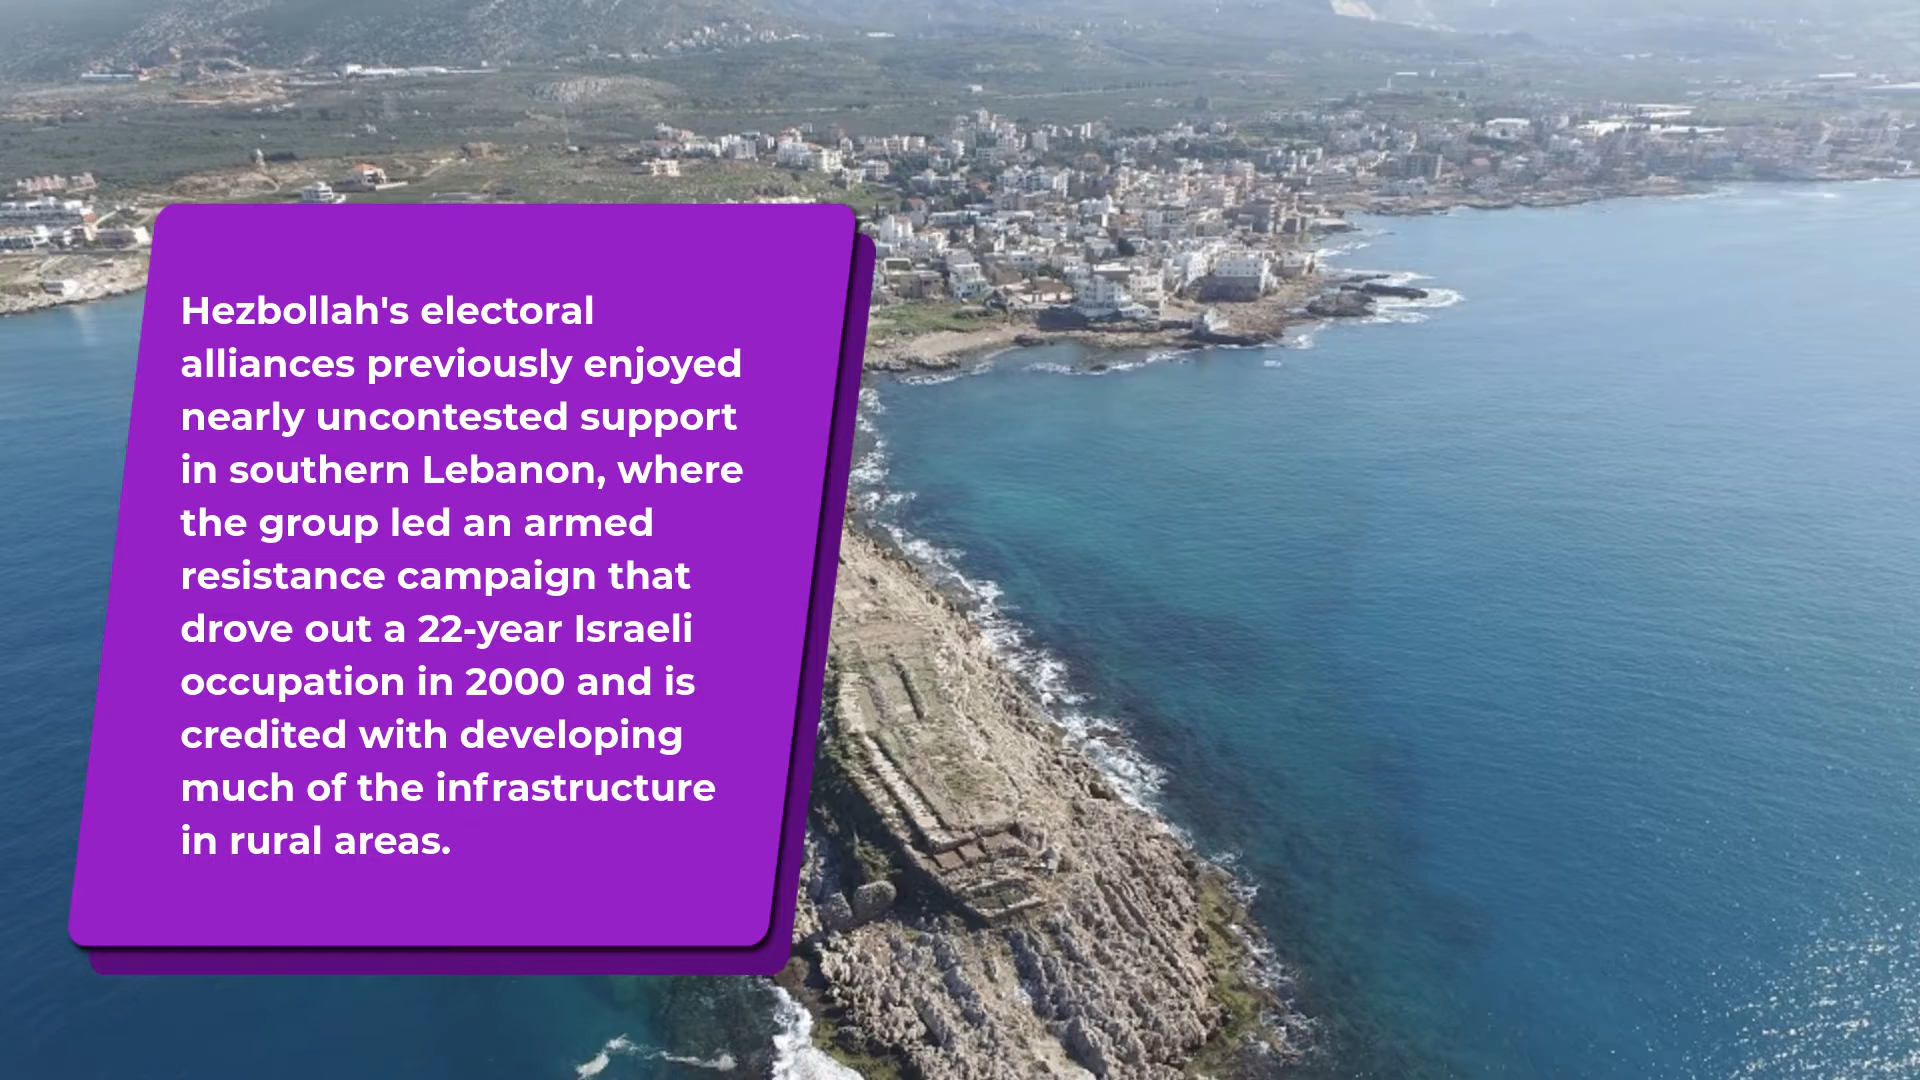 Hezbollah's electoral
alliances previously enjoyed
nearly uncontested support
in southern Lebanon, where
the group led an armed
resistance campaign that
drove out a 22-year Israeli
occupation in 2000 and is
credited with developing
much of the infrastructure
in rural areas.